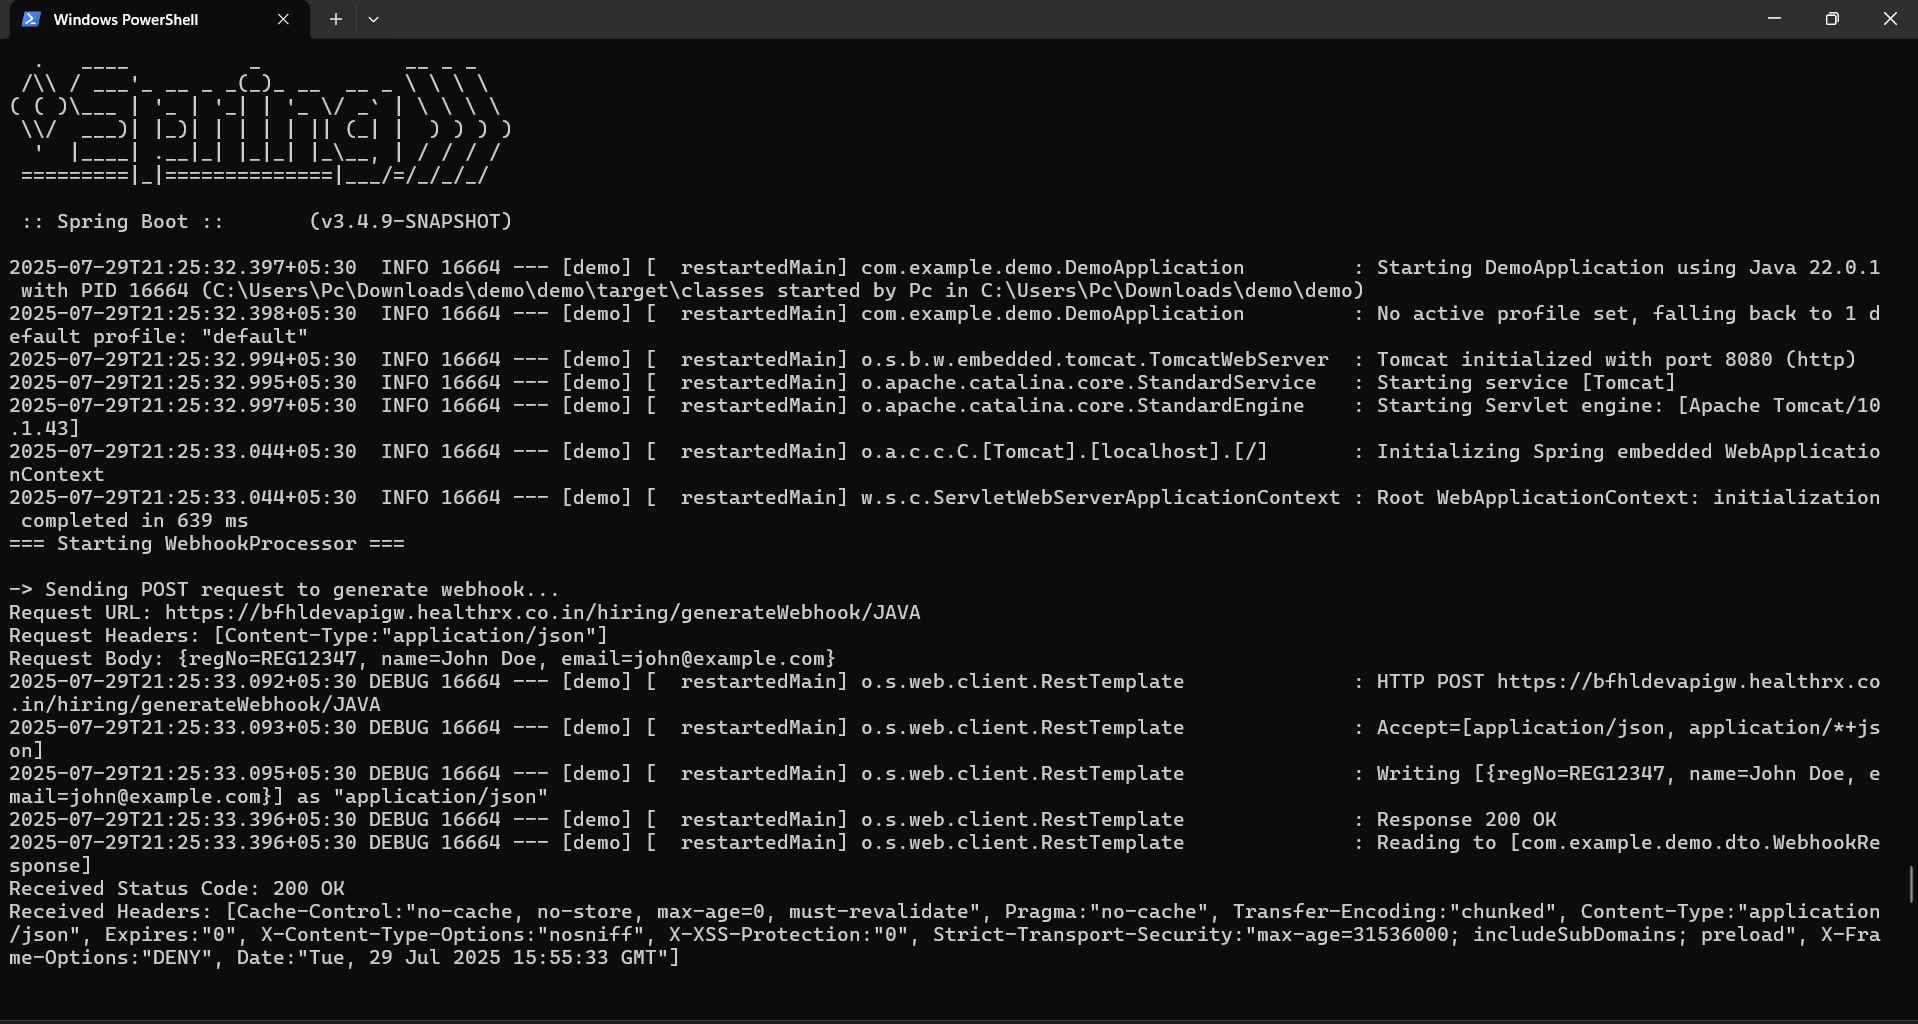 Windows PowerShell
  .   ____          _            __ _ _
 /\\ / ___'_ __ _ _(_)_ __  __ _ \ \ \ \
( ( )\___ | '_ | '_| | '_ \/ _` | \ \ \ \
 \\/  ___)| |_)| | | | | || (_| |  ) ) ) )
  '  |____| .__|_| |_|_| |_\__, | / / / /
 =========|_|==============|___/=/_/_/_/
 :: Spring Boot ::       (v3.4.9-SNAPSHOT)
2025-07-29T21:25:32.397+05:30  INFO 16664 --- [demo] [  restartedMain] com.example.demo.DemoApplication         : Starting DemoApplication using Java 22.0.1
 with PID 16664 (C:\Users\Pc\Downloads\demo\demo\target\classes started by Pc in C:\Users\Pc\Downloads\demo\demo)
2025-07-29T21:25:32.398+05:30  INFO 16664 --- [demo] [  restartedMain] com.example.demo.DemoApplication         : No active profile set, falling back to 1 d
efault profile: "default"
2025-07-29T21:25:32.994+05:30  INFO 16664 --- [demo] [  restartedMain] o.s.b.w.embedded.tomcat.TomcatWebServer  : Tomcat initialized with port 8080 (http)
2025-07-29T21:25:32.995+05:30  INFO 16664 --- [demo] [  restartedMain] o.apache.catalina.core.StandardService   : Starting service [Tomcat]
2025-07-29T21:25:32.997+05:30  INFO 16664 --- [demo] [  restartedMain] o.apache.catalina.core.StandardEngine    : Starting Servlet engine: [Apache Tomcat/10
.1.43]
2025-07-29T21:25:33.044+05:30  INFO 16664 --- [demo] [  restartedMain] o.a.c.c.C.[Tomcat].[localhost].[/]       : Initializing Spring embedded WebApplicatio
nContext
2025-07-29T21:25:33.044+05:30  INFO 16664 --- [demo] [  restartedMain] w.s.c.ServletWebServerApplicationContext : Root WebApplicationContext: initialization
 completed in 639 ms
=== Starting WebhookProcessor ===
-> Sending POST request to generate webhook...
Request URL: https://bfhldevapigw.healthrx.co.in/hiring/generateWebhook/JAVA
Request Headers: [Content-Type:"application/json"]
Request Body: {regNo=REG12347, name=John Doe, email=john@example.com}
2025-07-29T21:25:33.092+05:30 DEBUG 16664 --- [demo] [  restartedMain] o.s.web.client.RestTemplate              : HTTP POST https://bfhldevapigw.healthrx.co
.in/hiring/generateWebhook/JAVA
2025-07-29T21:25:33.093+05:30 DEBUG 16664 --- [demo] [  restartedMain] o.s.web.client.RestTemplate              : Accept=[application/json, application/*+js
on]
2025-07-29T21:25:33.095+05:30 DEBUG 16664 --- [demo] [  restartedMain] o.s.web.client.RestTemplate              : Writing [{regNo=REG12347, name=John Doe, e
mail=john@example.com}] as "application/json"
2025-07-29T21:25:33.396+05:30 DEBUG 16664 --- [demo] [  restartedMain] o.s.web.client.RestTemplate              : Response 200 OK
2025-07-29T21:25:33.396+05:30 DEBUG 16664 --- [demo] [  restartedMain] o.s.web.client.RestTemplate              : Reading to [com.example.demo.dto.WebhookRe
sponse]
Received Status Code: 200 OK
Received Headers: [Cache-Control:"no-cache, no-store, max-age=0, must-revalidate", Pragma:"no-cache", Transfer-Encoding:"chunked", Content-Type:"application
/json", Expires:"0", X-Content-Type-Options:"nosniff", X-XSS-Protection:"0", Strict-Transport-Security:"max-age=31536000; includeSubDomains; preload", X-Fra
me-Options:"DENY", Date:"Tue, 29 Jul 2025 15:55:33 GMT"]